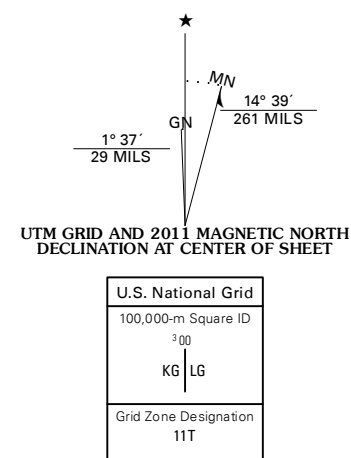 ★
MN
14° 39´
261 MILS
GN
1° 37´
29 MILS
UTM GRID AND 2011 MAGNETIC NORTH
DECLINATION AT CENTER OF SHEET
U.S. National Grid
100,000-m Square ID
³00
KG LG
Grid Zone Designation
11T